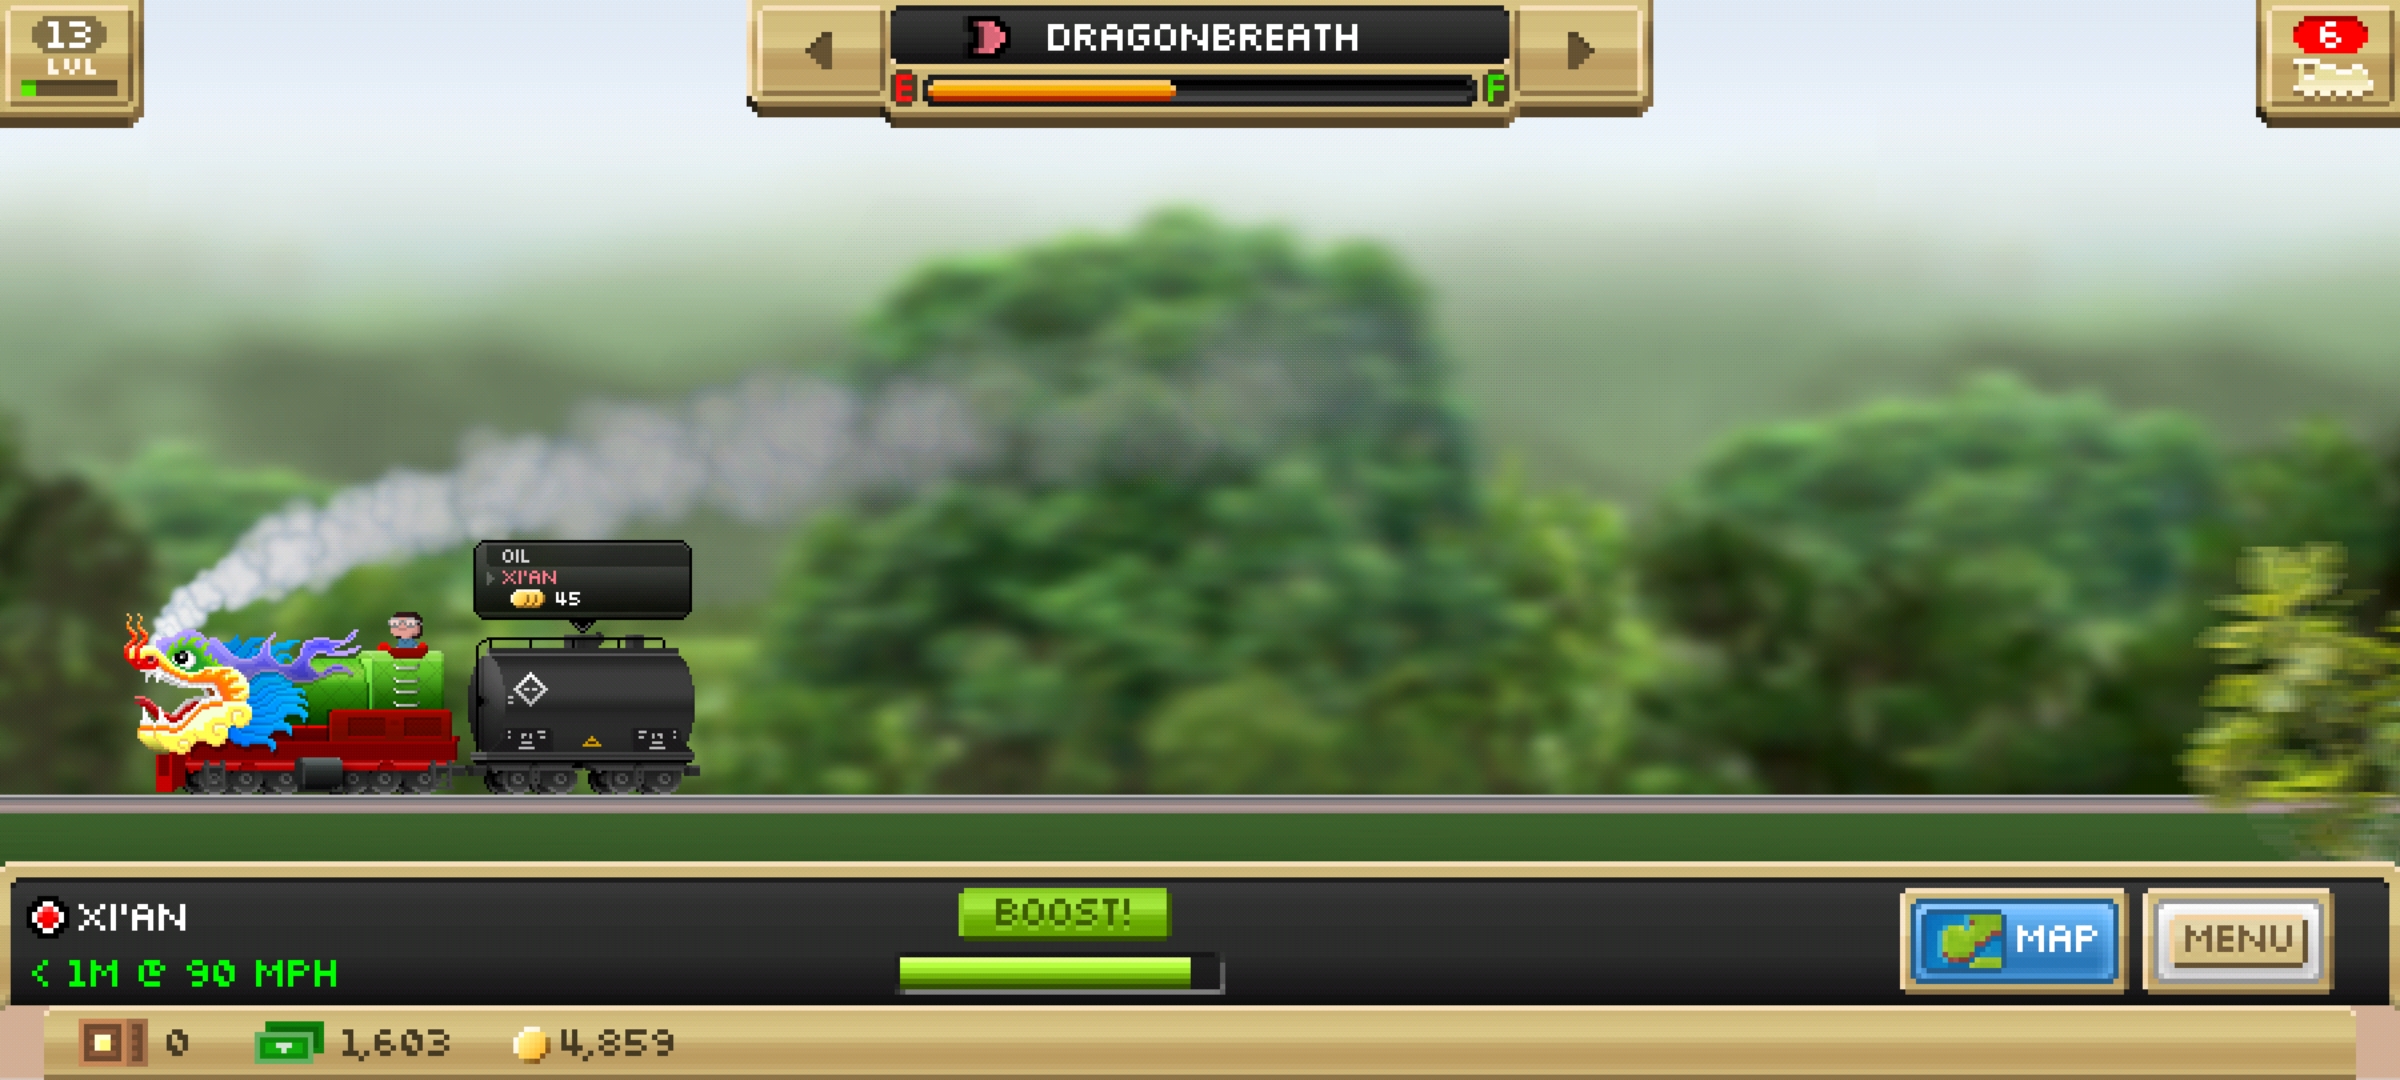 13
LVL
DRAGONBREATH
E F
6
OIL
XI'AN
45
XI'AN
< 1M @ 90 MPH
BOOST!
MAP
MENU
0
1,603
4,859